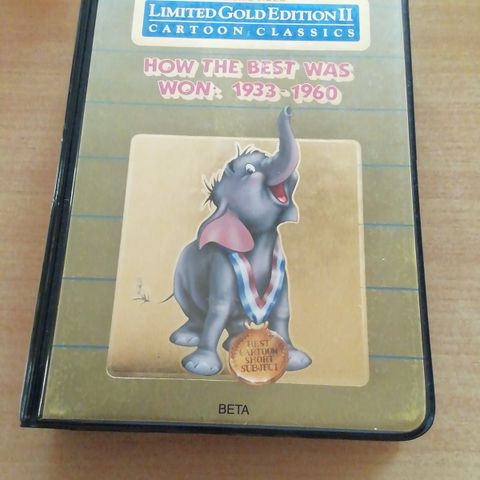 LIMITED GOLD EDITION II
CARTOON CLASSICS
HOW THE BEST WAS
WON: 1933-1960
BEST
CARTOON
SHORT
SUBJECT
BETA